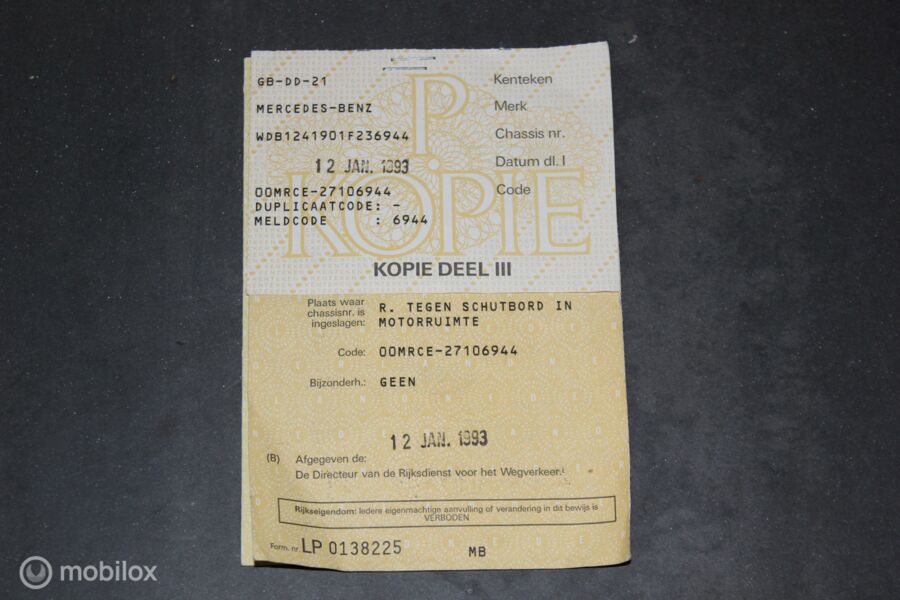 P
KOPIE
GB-DD-21 Kenteken
MERCEDES-BENZ Merk
WDB1241901F236944 Chassis nr.
12 JAN. 1993 Datum dl. I
OOMRCE-27106944 Code
DUPLICAATCODE: -
MELDCODE : 6944
KOPIE DEEL III
Plaats waar
chassisnr. is
ingeslagen:
R. TEGEN SCHUTBORD IN
MOTORRUIMTE
Code: OOMRCE-27106944
Bijzonderh.: GEEN
12 JAN. 1993
(B) Afgegeven de:
De Directeur van de Rijksdienst voor het Wegverkeer.
Rijkseigendom: Iedere eigenmachtige aanvulling of verandering in dit bewijs is
VERBODEN
Form. nr. LP 0138225 MB
mobilox